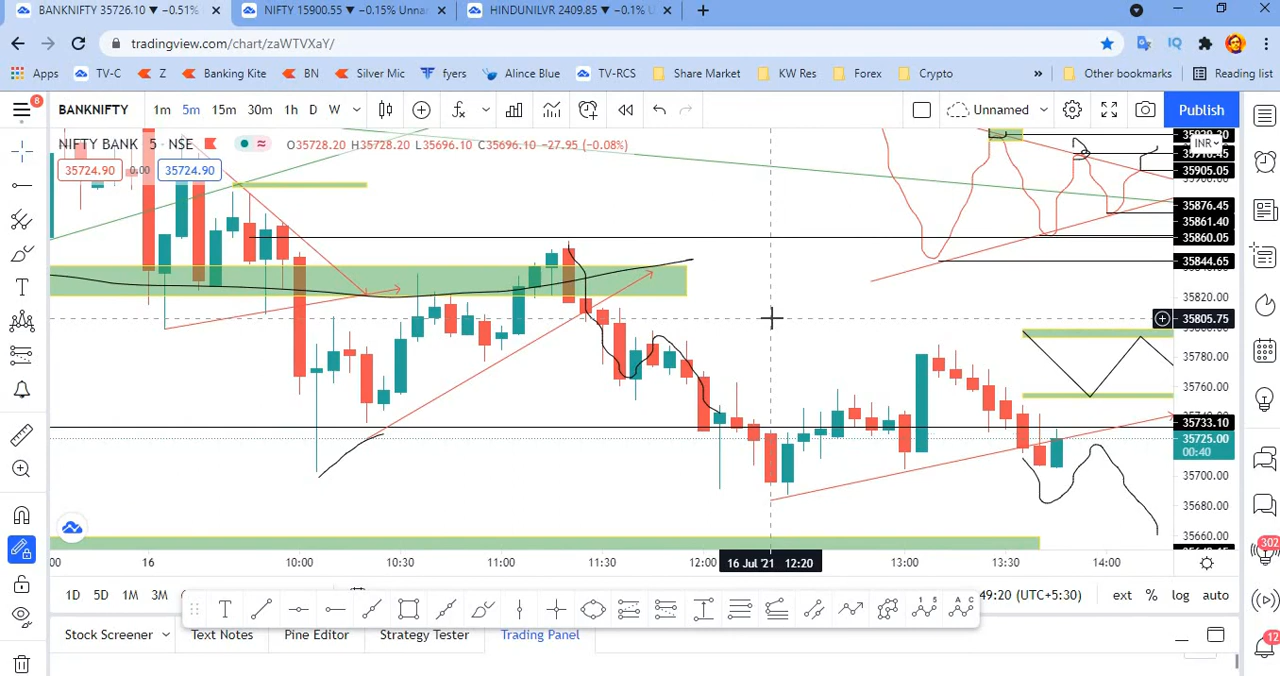 BANKNIFTY 35726.10 ▼ −0.51% × NIFTY 15900.55 ▼ −0.15% Unna × HINDUNILVR 2409.85 ▼ −0.1% × +
tradingview.com/chart/zaWTVXaY/
Apps TV-C Z Banking Kite BN Silver Mic fyers Alince Blue TV-RCS Share Market KW Res Forex Crypto » Other bookmarks Reading list
8
BANKNIFTY 1m 5m 15m 30m 1h D W Unnamed Publish
NIFTY BANK 5 · NSE O35728.20 H35728.20 L35696.10 C35696.10 −27.95 (−0.08%)
INR
35724.90 0.00 35724.90
35905.05
35876.45
35861.40
35860.05
35844.65
35820.00
35805.75
35780.00
35760.00
35733.10
35725.00
00:40
35700.00
35680.00
35660.00
:00 16 10:00 10:30 11:00 11:30 12:00 16 Jul '21 12:20 13:00 13:30 14:00
1D 5D 1M 3M 49:20 (UTC+5:30) ext % log auto
T
Stock Screener Text Notes Pine Editor Strategy Tester Trading Panel
302
12